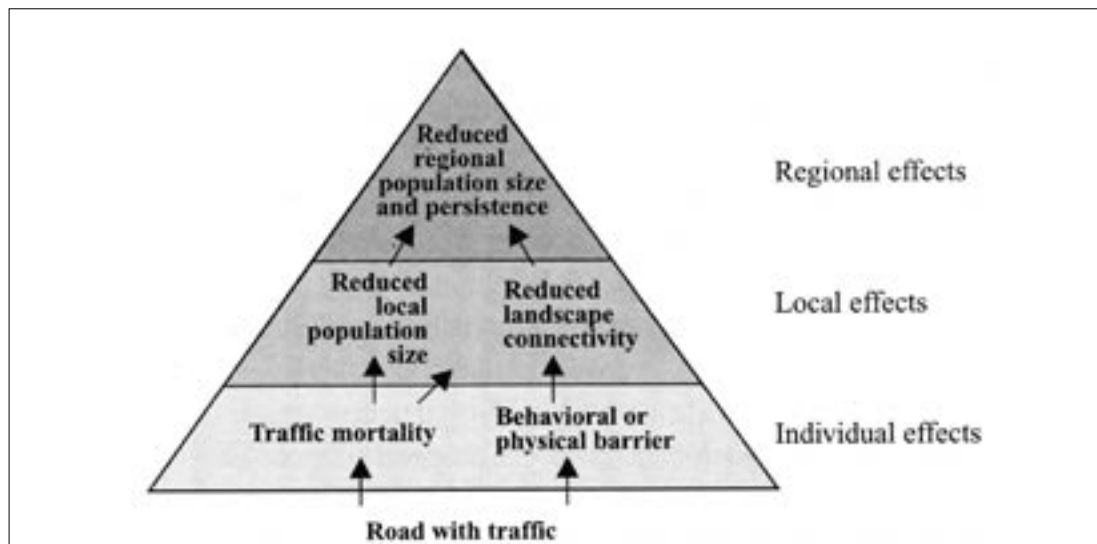 Reduced
regional
population size
and persistence
Regional effects
Reduced
local
population
size
Reduced
landscape
connectivity
Local effects
Traffic mortality
Behavioral or
physical barrier
Individual effects
Road with traffic